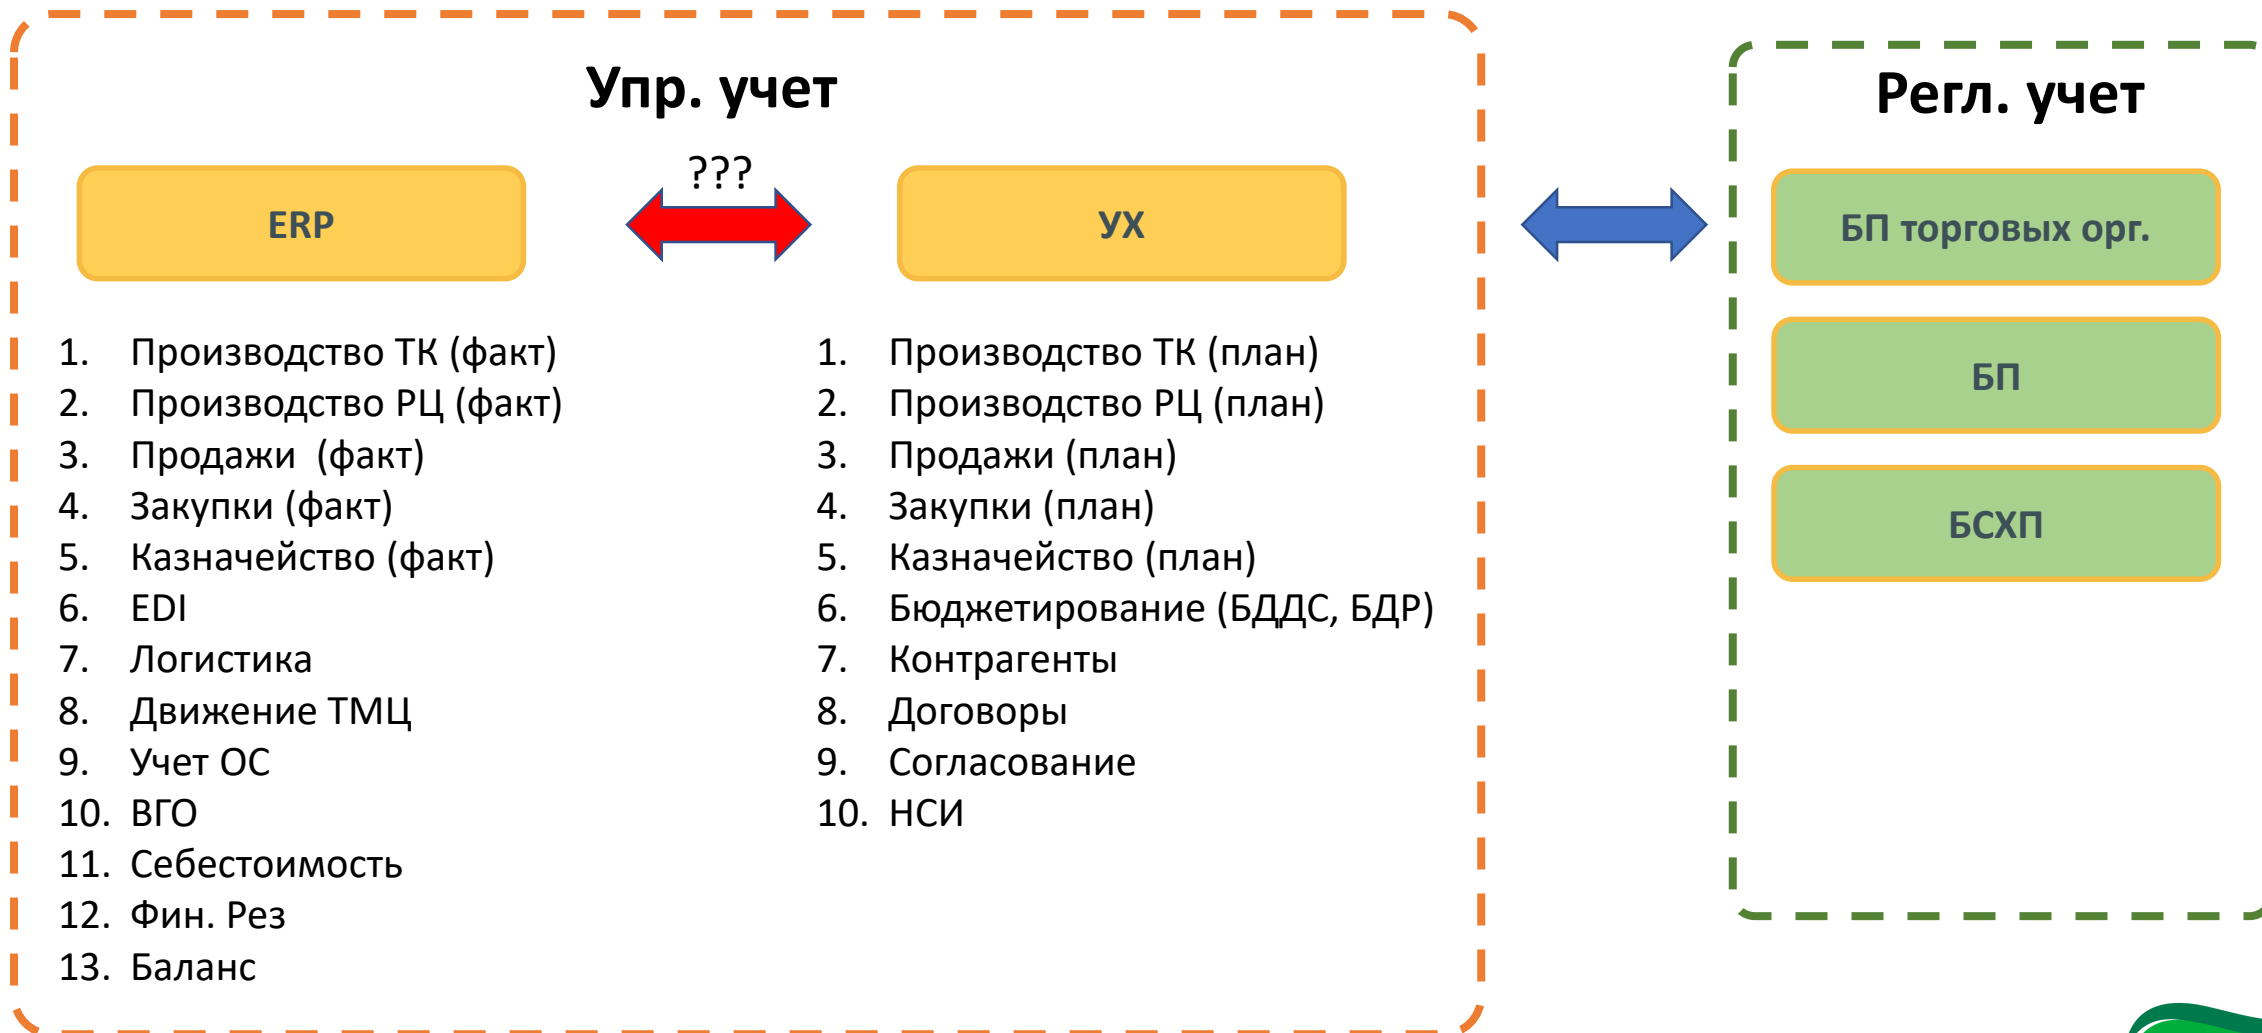 Упр. учет
???
ERP
УХ
1. Производство ТК (факт)
2. Производство РЦ (факт)
3. Продажи (факт)
4. Закупки (факт)
5. Казначейство (факт)
6. EDI
7. Логистика
8. Движение ТМЦ
9. Учет ОС
10. ВГО
11. Себестоимость
12. Фин. Рез
13. Баланс
1. Производство ТК (план)
2. Производство РЦ (план)
3. Продажи (план)
4. Закупки (план)
5. Казначейство (план)
6. Бюджетирование (БДДС, БДР)
7. Контрагенты
8. Договоры
9. Согласование
10. НСИ
Регл. учет
БП торговых орг.
БП
БСХП